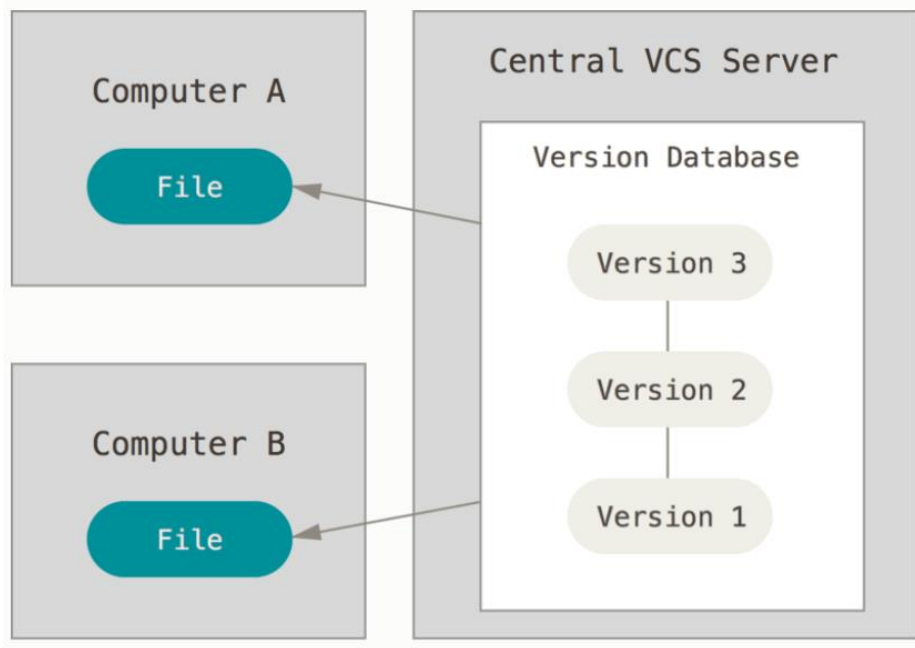 Computer A
File
Computer B
File
Central VCS Server
Version Database
Version 3
Version 2
Version 1